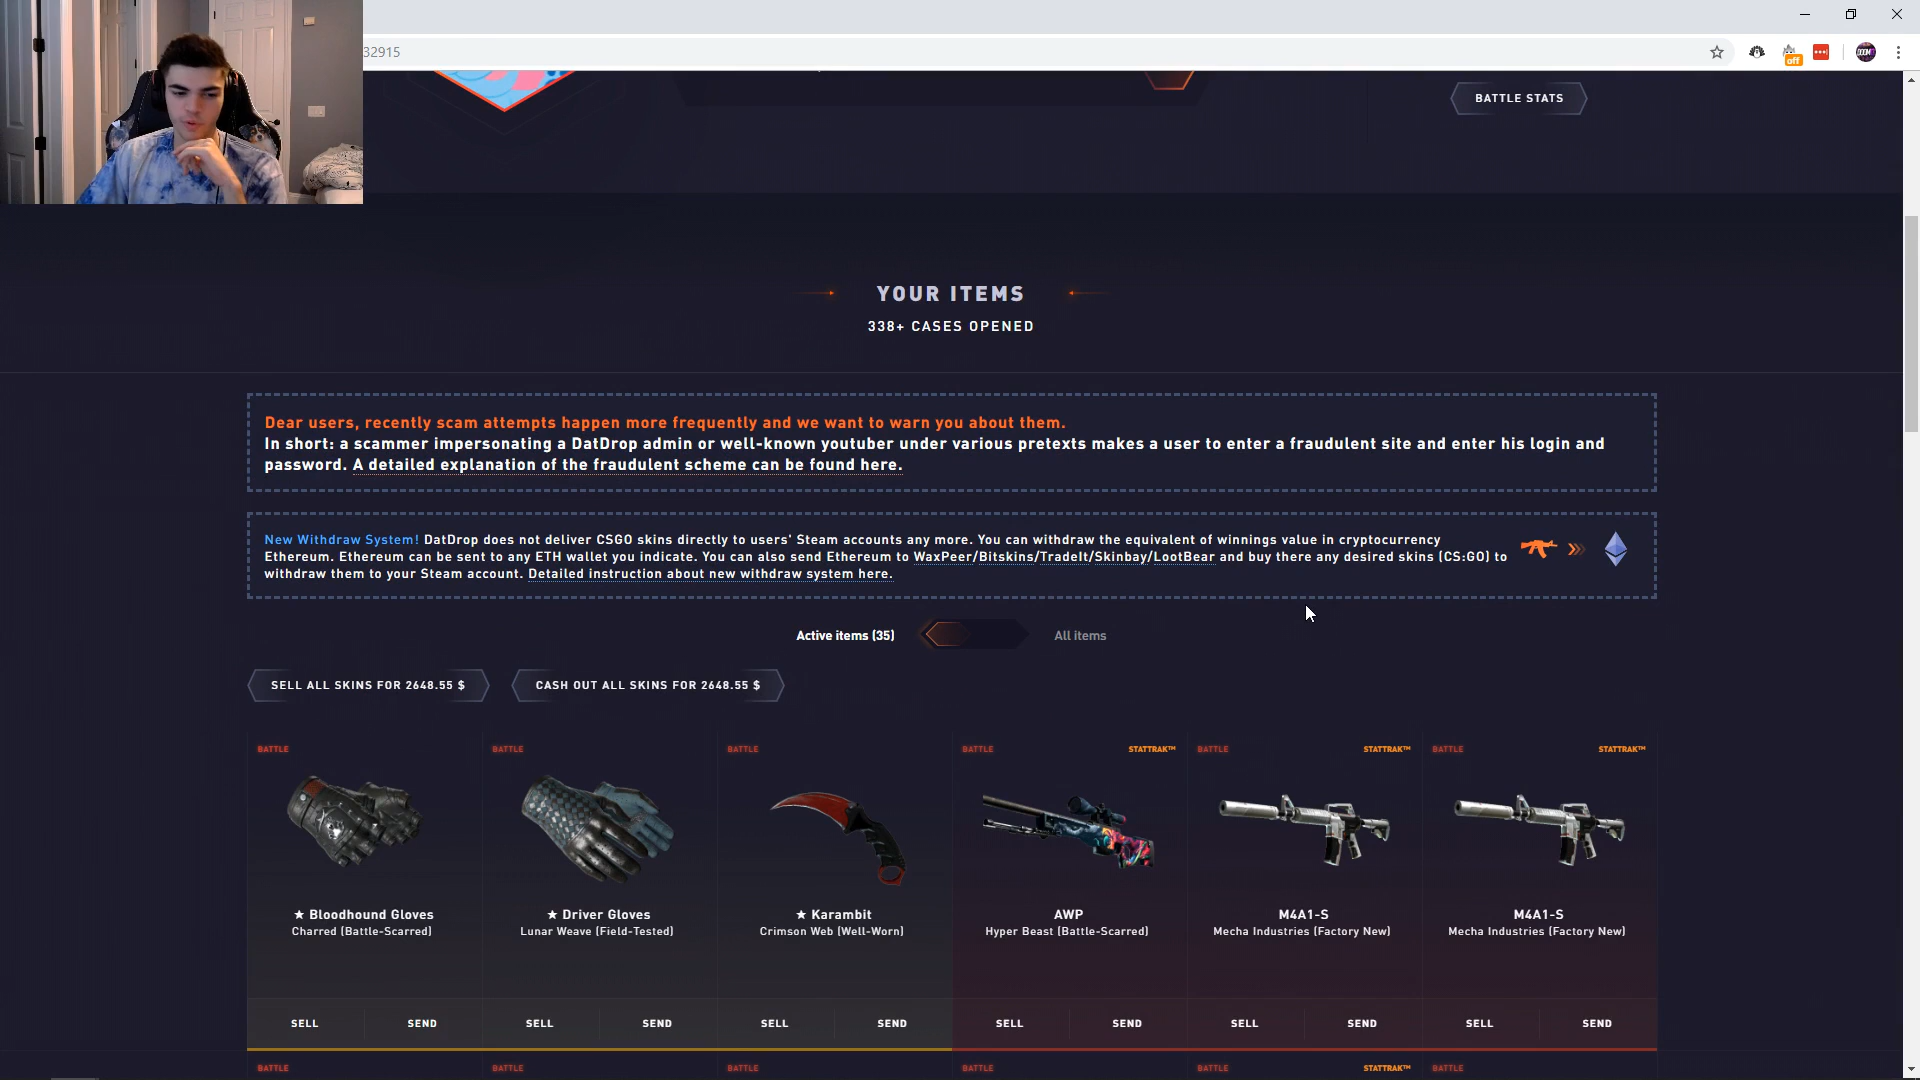 32915
off
BATTLE STATS
YOUR ITEMS
338+ CASES OPENED
Dear users, recently scam attempts happen more frequently and we want to warn you about them.
In short: a scammer impersonating a DatDrop admin or well-known youtuber under various pretexts makes a user to enter a fraudulent site and enter his login and
password. A detailed explanation of the fraudulent scheme can be found here.
New Withdraw System! DatDrop does not deliver CSGO skins directly to users' Steam accounts any more. You can withdraw the equivalent of winnings value in cryptocurrency
Ethereum. Ethereum can be sent to any ETH wallet you indicate. You can also send Ethereum to WaxPeer/Bitskins/TradeIt/Skinbay/LootBear and buy there any desired skins (CS:GO) to
withdraw them to your Steam account. Detailed instruction about new withdraw system here.
Active items (35) All items
SELL ALL SKINS FOR 2648.55 $ CASH OUT ALL SKINS FOR 2648.55 $
BATTLE BATTLE BATTLE BATTLE STATTRAK™ BATTLE STATTRAK™ BATTLE STATTRAK™
★ Bloodhound Gloves ★ Driver Gloves ★ Karambit AWP M4A1-S M4A1-S
Charred (Battle-Scarred) Lunar Weave (Field-Tested) Crimson Web (Well-Worn) Hyper Beast (Battle-Scarred) Mecha Industries (Factory New) Mecha Industries (Factory New)
SELL SEND SELL SEND SELL SEND SELL SEND SELL SEND SELL SEND
BATTLE BATTLE BATTLE BATTLE BATTLE STATTRAK™ BATTLE